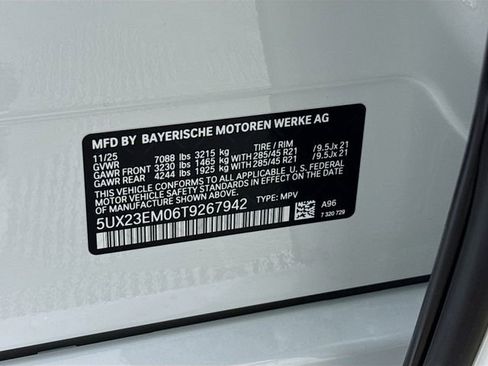 MFD BY BAYERISCHE MOTOREN WERKE AG
11/25 7088 lbs 3215 kg TIRE / RIM
GVWR
GAWR FRONT 3230 lbs 1465 kg WITH 285/45 R21 /9.5Jx 21
GAWR REAR 4244 lbs 1925 kg WITH 285/45 R21 /9.5Jx 21
THIS VEHICLE CONFORMS TO ALL APPLICABLE U. S. FEDERAL
MOTOR VEHICLE SAFETY STANDARDS IN EFFECT ON THE DATE OF
MANUFACTURE SHOWN ABOVE.
5UX23EM06T9267942 TYPE: MPV A96
7 320 729